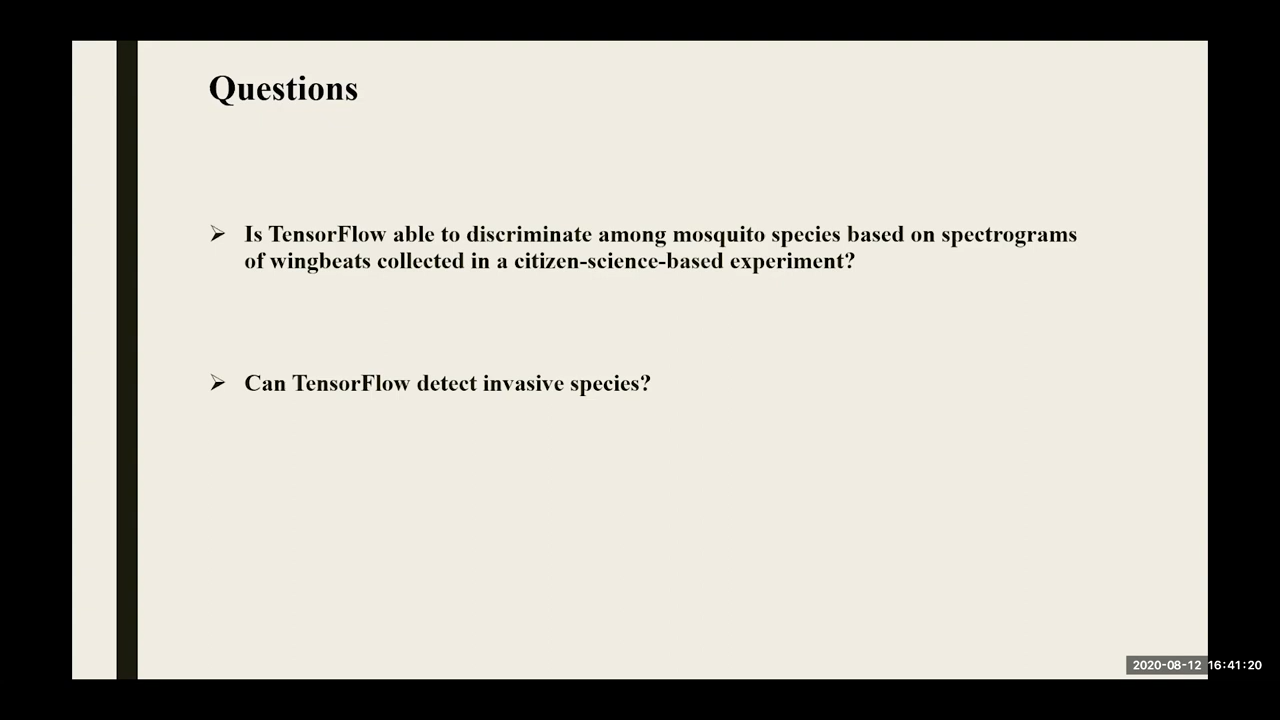 Questions
Is TensorFlow able to discriminate among mosquito species based on spectrograms
of wingbeats collected in a citizen-science-based experiment?
Can TensorFlow detect invasive species?
2020-08-12 16:41:20